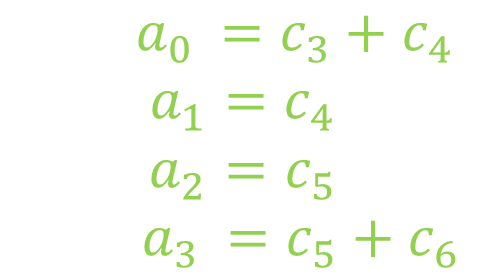 a₀ = c₃ + c₄
a₁ = c₄
a₂ = c₅
a₃ = c₅ + c₆